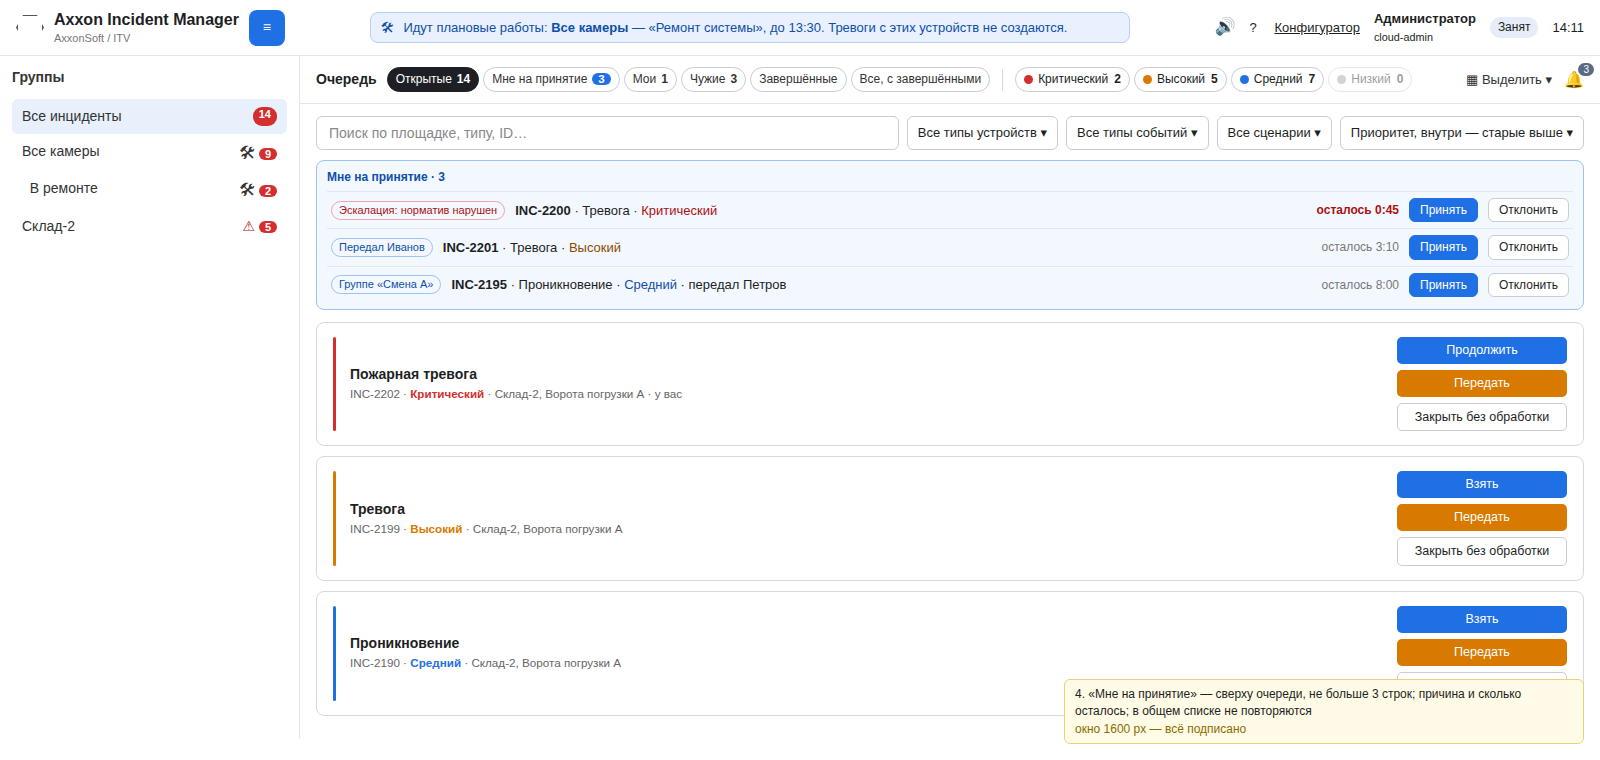 Axxon Incident Manager
AxxonSoft / ITV
≡
🛠 Идут плановые работы: Все камеры — «Ремонт системы», до 13:30. Тревоги с этих устройств не создаются.
?
Конфигуратор
Администратор
cloud-admin
Занят
14:11
Группы
Все инциденты 14
Все камеры 9
В ремонте 2
Склад-2 5
Очередь
Открытые 14
Мне на принятие 3
Мои 1
Чужие 3
Завершённые
Все, с завершёнными
Критический 2
Высокий 5
Средний 7
Низкий 0
▦ Выделить ▾
3
Поиск по площадке, типу, ID…
Все типы устройств ▾
Все типы событий ▾
Все сценарии ▾
Приоритет, внутри — старые выше ▾
Мне на принятие · 3
Эскалация: норматив нарушен INC-2200 · Тревога · Критический осталось 0:45 Принять Отклонить
Передал Иванов INC-2201 · Тревога · Высокий осталось 3:10 Принять Отклонить
Группе «Смена А» INC-2195 · Проникновение · Средний · передал Петров осталось 8:00 Принять Отклонить
Пожарная тревога
INC-2202 · Критический · Склад-2, Ворота погрузки А · у вас
Продолжить
Передать
Закрыть без обработки
Тревога
INC-2199 · Высокий · Склад-2, Ворота погрузки А
Взять
Передать
Закрыть без обработки
Проникновение
INC-2190 · Средний · Склад-2, Ворота погрузки А
Взять
Передать
4. «Мне на принятие» — сверху очереди, не больше 3 строк; причина и сколько
осталось; в общем списке не повторяются
окно 1600 px — всё подписано